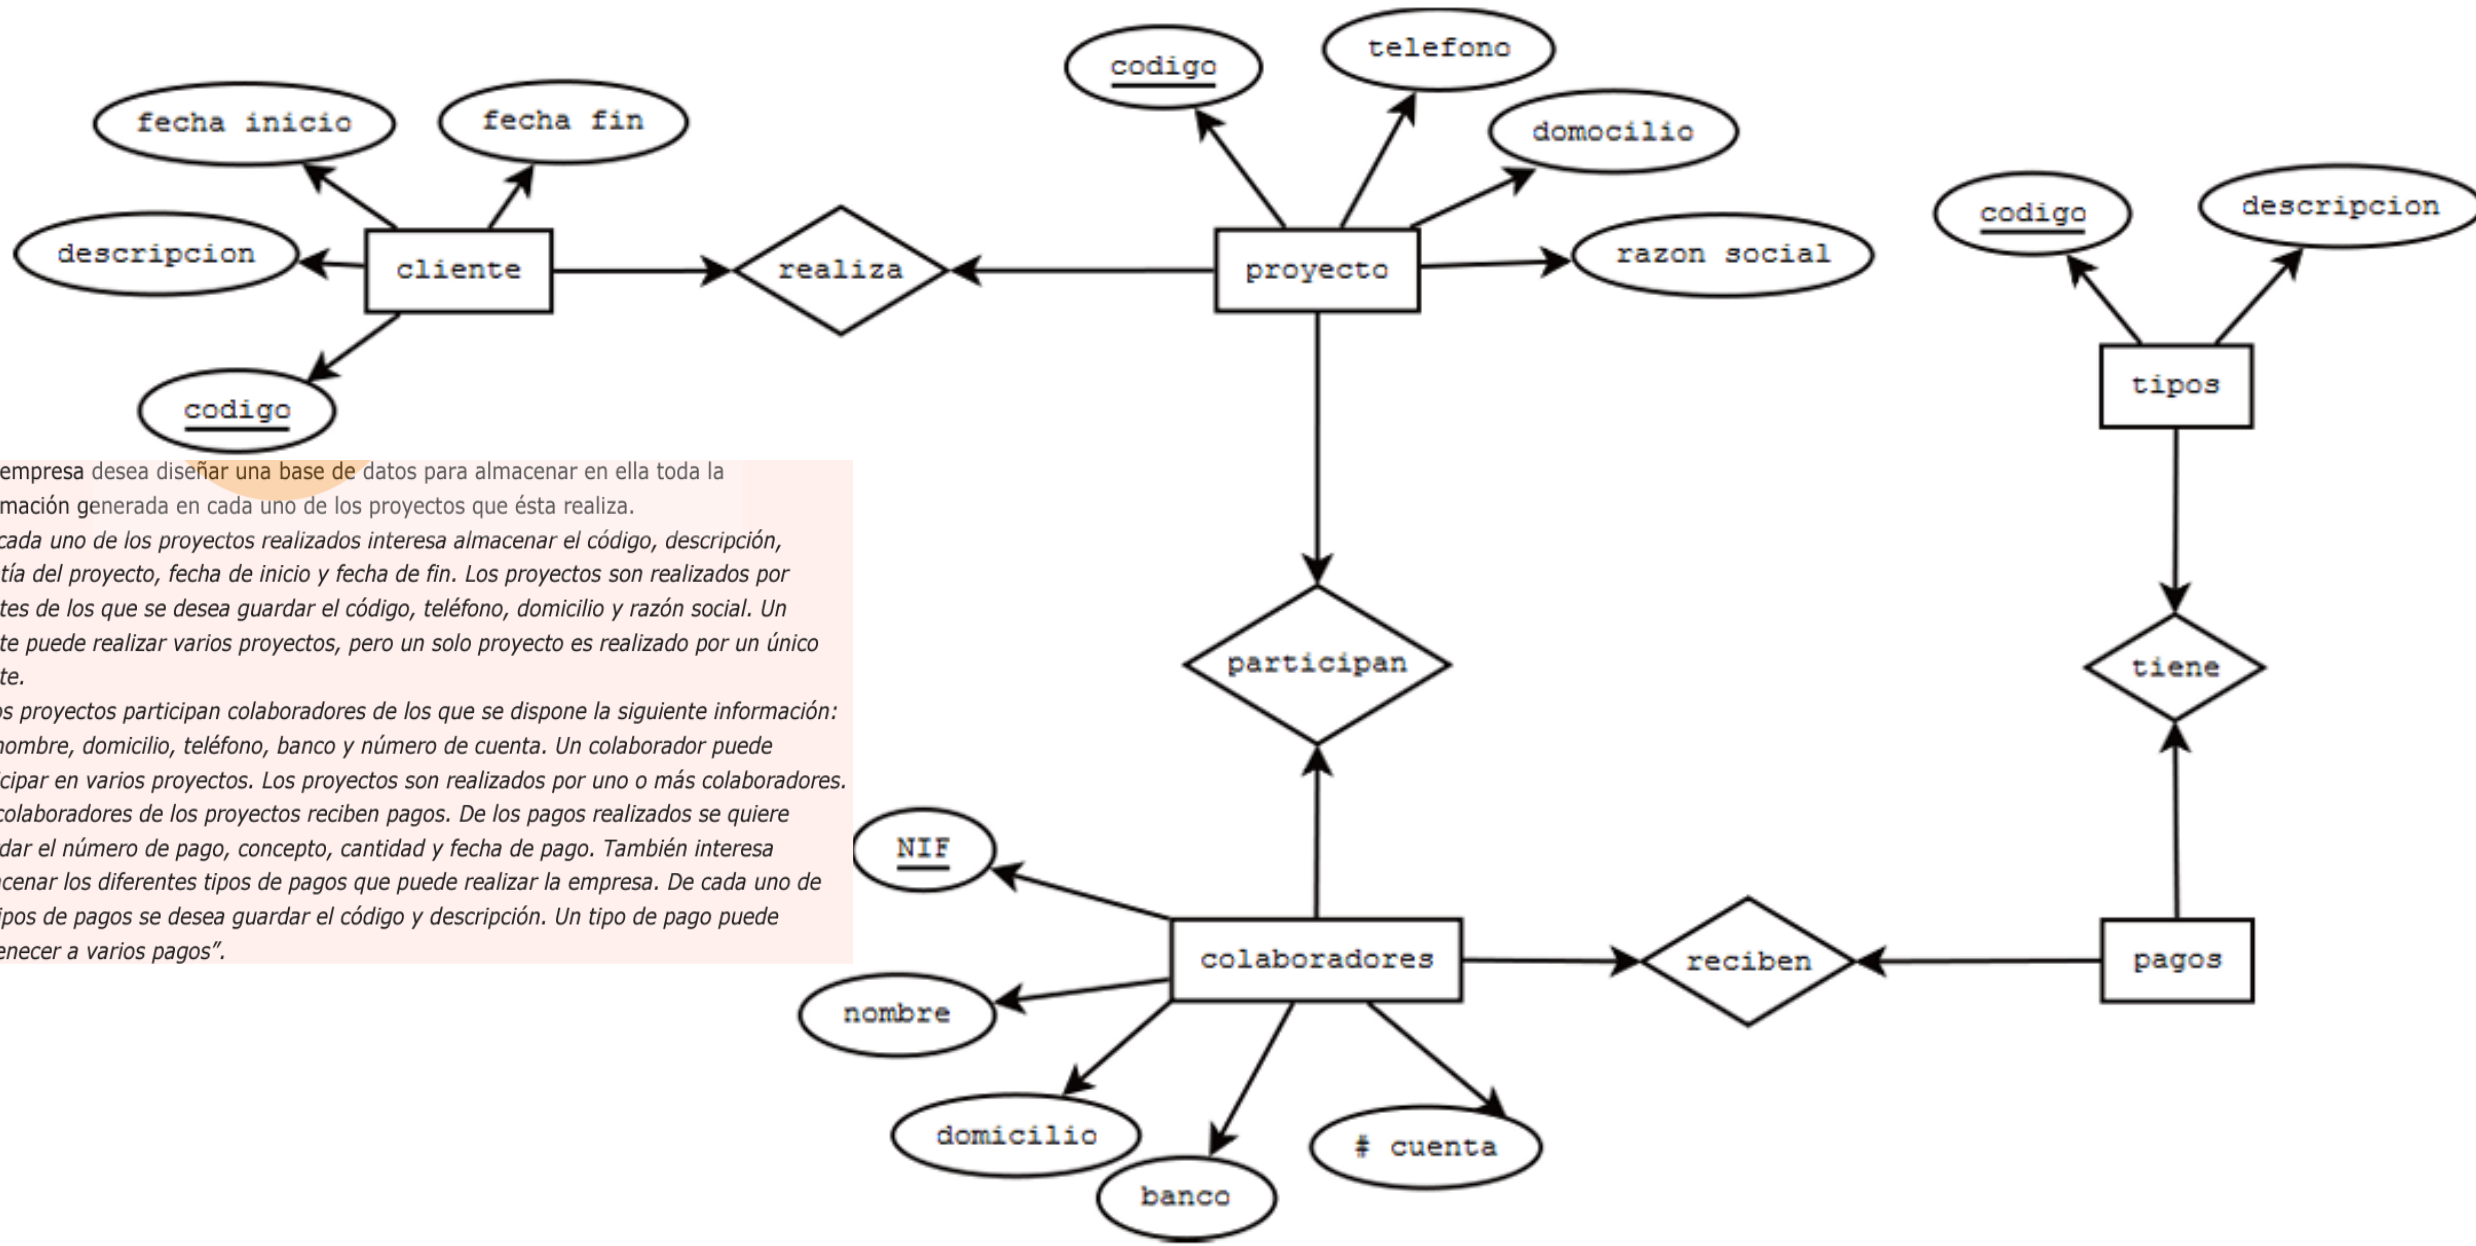 codigo
telefono
fecha inicio
fecha fin
domocilio
codigo
descripcion
descripcion
cliente
realiza
proyecto
razon social
tipos
codigo
empresa desea diseñar una base de datos para almacenar en ella toda la
mación generada en cada uno de los proyectos que ésta realiza.
cada uno de los proyectos realizados interesa almacenar el código, descripción,
tía del proyecto, fecha de inicio y fecha de fin. Los proyectos son realizados por
tes de los que se desea guardar el código, teléfono, domicilio y razón social. Un
te puede realizar varios proyectos, pero un solo proyecto es realizado por un único
te.
os proyectos participan colaboradores de los que se dispone la siguiente información:
nombre, domicilio, teléfono, banco y número de cuenta. Un colaborador puede
cipar en varios proyectos. Los proyectos son realizados por uno o más colaboradores.
colaboradores de los proyectos reciben pagos. De los pagos realizados se quiere
dar el número de pago, concepto, cantidad y fecha de pago. También interesa
cenar los diferentes tipos de pagos que puede realizar la empresa. De cada uno de
ipos de pagos se desea guardar el código y descripción. Un tipo de pago puede
enecer a varios pagos”.
participan
tiene
NIF
colaboradores
reciben
pagos
nombre
domicilio
# cuenta
banco